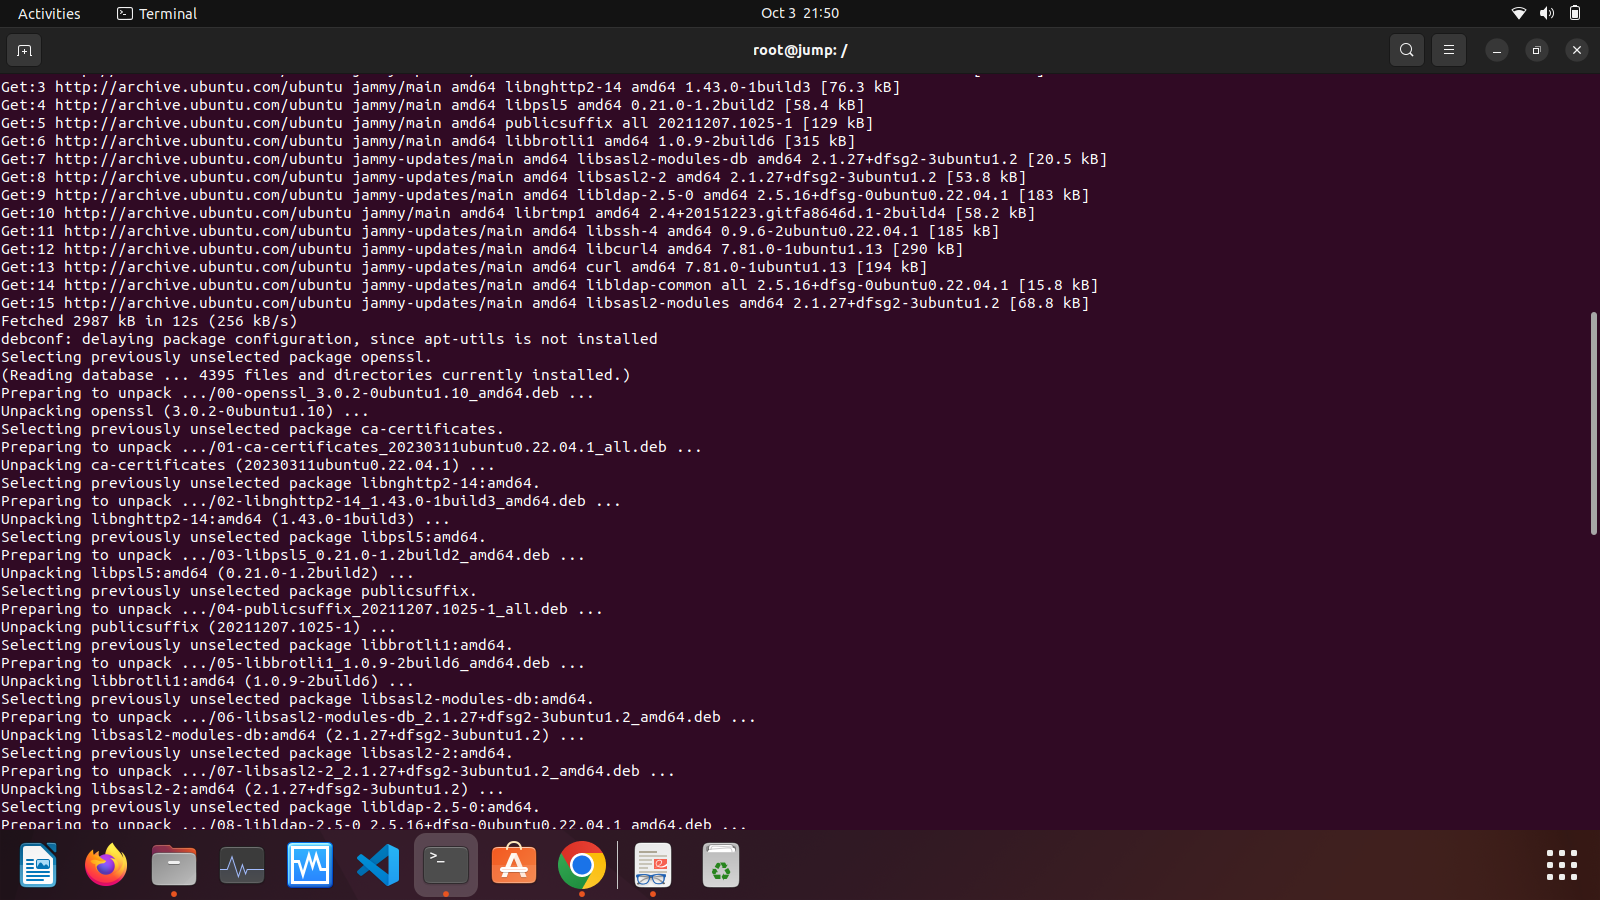 Activities
Terminal
Oct 3 21:50
root@jump: /
Get:3 http://archive.ubuntu.com/ubuntu jammy/main amd64 libnghttp2-14 amd64 1.43.0-1build3 [76.3 kB]
Get:4 http://archive.ubuntu.com/ubuntu jammy/main amd64 libpsl5 amd64 0.21.0-1.2build2 [58.4 kB]
Get:5 http://archive.ubuntu.com/ubuntu jammy/main amd64 publicsuffix all 20211207.1025-1 [129 kB]
Get:6 http://archive.ubuntu.com/ubuntu jammy/main amd64 libbrotli1 amd64 1.0.9-2build6 [315 kB]
Get:7 http://archive.ubuntu.com/ubuntu jammy-updates/main amd64 libsasl2-modules-db amd64 2.1.27+dfsg2-3ubuntu1.2 [20.5 kB]
Get:8 http://archive.ubuntu.com/ubuntu jammy-updates/main amd64 libsasl2-2 amd64 2.1.27+dfsg2-3ubuntu1.2 [53.8 kB]
Get:9 http://archive.ubuntu.com/ubuntu jammy-updates/main amd64 libldap-2.5-0 amd64 2.5.16+dfsg-0ubuntu0.22.04.1 [183 kB]
Get:10 http://archive.ubuntu.com/ubuntu jammy/main amd64 librtmp1 amd64 2.4+20151223.gitfa8646d.1-2build4 [58.2 kB]
Get:11 http://archive.ubuntu.com/ubuntu jammy-updates/main amd64 libssh-4 amd64 0.9.6-2ubuntu0.22.04.1 [185 kB]
Get:12 http://archive.ubuntu.com/ubuntu jammy-updates/main amd64 libcurl4 amd64 7.81.0-1ubuntu1.13 [290 kB]
Get:13 http://archive.ubuntu.com/ubuntu jammy-updates/main amd64 curl amd64 7.81.0-1ubuntu1.13 [194 kB]
Get:14 http://archive.ubuntu.com/ubuntu jammy-updates/main amd64 libldap-common all 2.5.16+dfsg-0ubuntu0.22.04.1 [15.8 kB]
Get:15 http://archive.ubuntu.com/ubuntu jammy-updates/main amd64 libsasl2-modules amd64 2.1.27+dfsg2-3ubuntu1.2 [68.8 kB]
Fetched 2987 kB in 12s (256 kB/s)
debconf: delaying package configuration, since apt-utils is not installed
Selecting previously unselected package openssl.
(Reading database ... 4395 files and directories currently installed.)
Preparing to unpack .../00-openssl_3.0.2-0ubuntu1.10_amd64.deb ...
Unpacking openssl (3.0.2-0ubuntu1.10) ...
Selecting previously unselected package ca-certificates.
Preparing to unpack .../01-ca-certificates_20230311ubuntu0.22.04.1_all.deb ...
Unpacking ca-certificates (20230311ubuntu0.22.04.1) ...
Selecting previously unselected package libnghttp2-14:amd64.
Preparing to unpack .../02-libnghttp2-14_1.43.0-1build3_amd64.deb ...
Unpacking libnghttp2-14:amd64 (1.43.0-1build3) ...
Selecting previously unselected package libpsl5:amd64.
Preparing to unpack .../03-libpsl5_0.21.0-1.2build2_amd64.deb ...
Unpacking libpsl5:amd64 (0.21.0-1.2build2) ...
Selecting previously unselected package publicsuffix.
Preparing to unpack .../04-publicsuffix_20211207.1025-1_all.deb ...
Unpacking publicsuffix (20211207.1025-1) ...
Selecting previously unselected package libbrotli1:amd64.
Preparing to unpack .../05-libbrotli1_1.0.9-2build6_amd64.deb ...
Unpacking libbrotli1:amd64 (1.0.9-2build6) ...
Selecting previously unselected package libsasl2-modules-db:amd64.
Preparing to unpack .../06-libsasl2-modules-db_2.1.27+dfsg2-3ubuntu1.2_amd64.deb ...
Unpacking libsasl2-modules-db:amd64 (2.1.27+dfsg2-3ubuntu1.2) ...
Selecting previously unselected package libsasl2-2:amd64.
Preparing to unpack .../07-libsasl2-2_2.1.27+dfsg2-3ubuntu1.2_amd64.deb ...
Unpacking libsasl2-2:amd64 (2.1.27+dfsg2-3ubuntu1.2) ...
Selecting previously unselected package libldap-2.5-0:amd64.
Preparing to unpack .../08-libldap-2.5-0_2.5.16+dfsg-0ubuntu0.22.04.1_amd64.deb ...